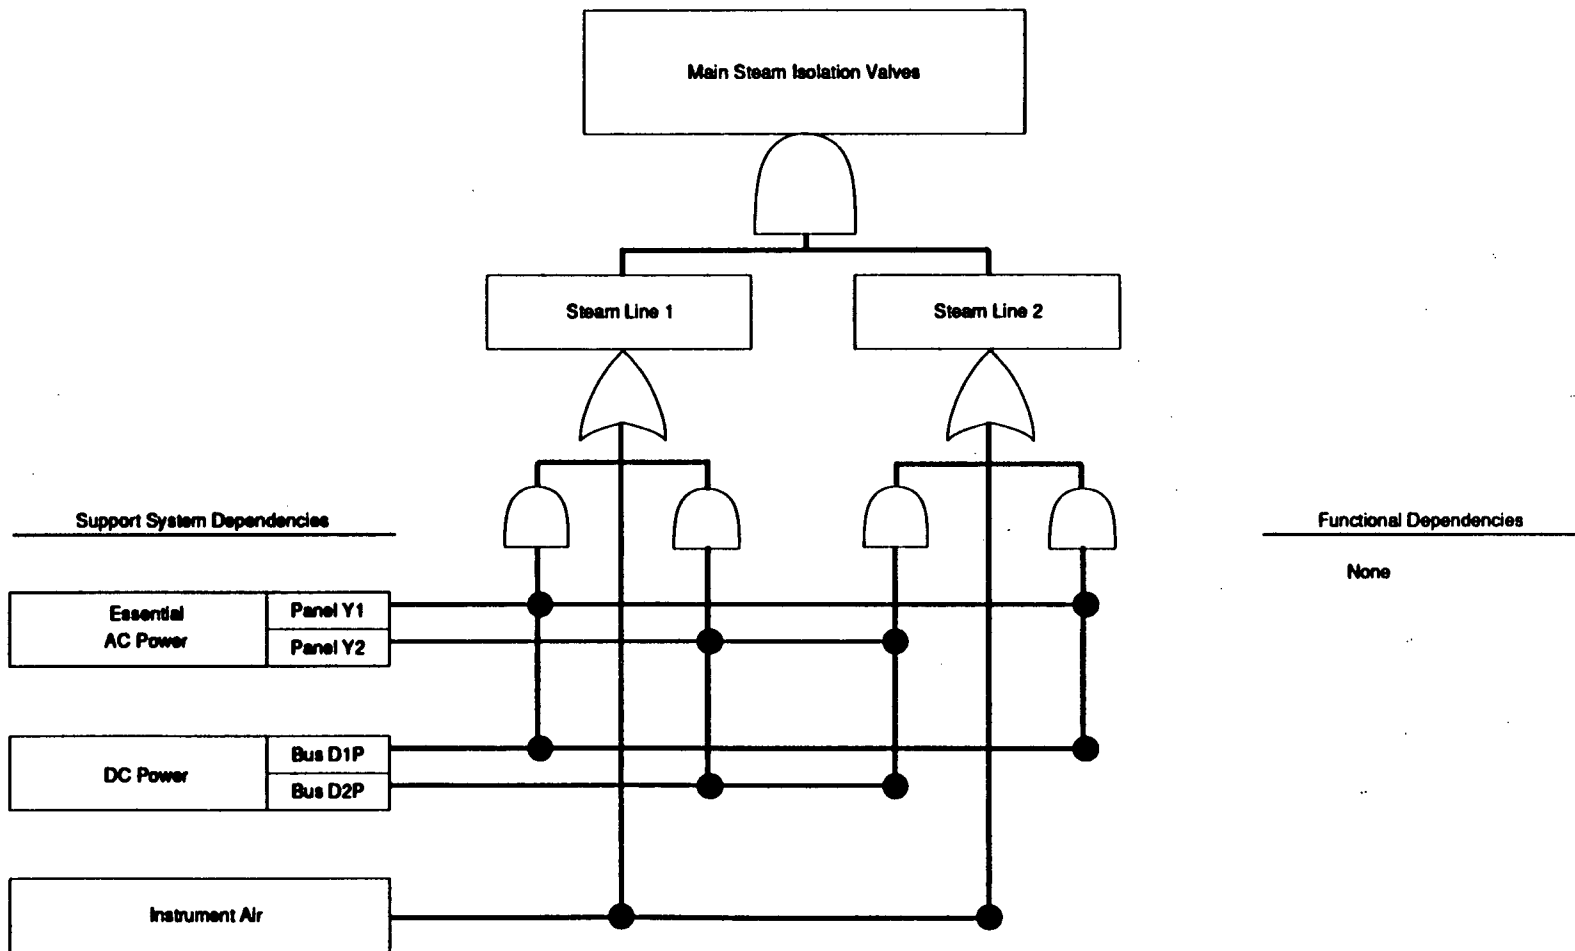 Main Steam Isolation Valves
Steam Line 1
Steam Line 2
Support System Dependencies
Functional Dependencies
None
Essential
AC Power
Panel Y1
Panel Y2
DC Power
Bus D1P
Bus D2P
Instrument Air